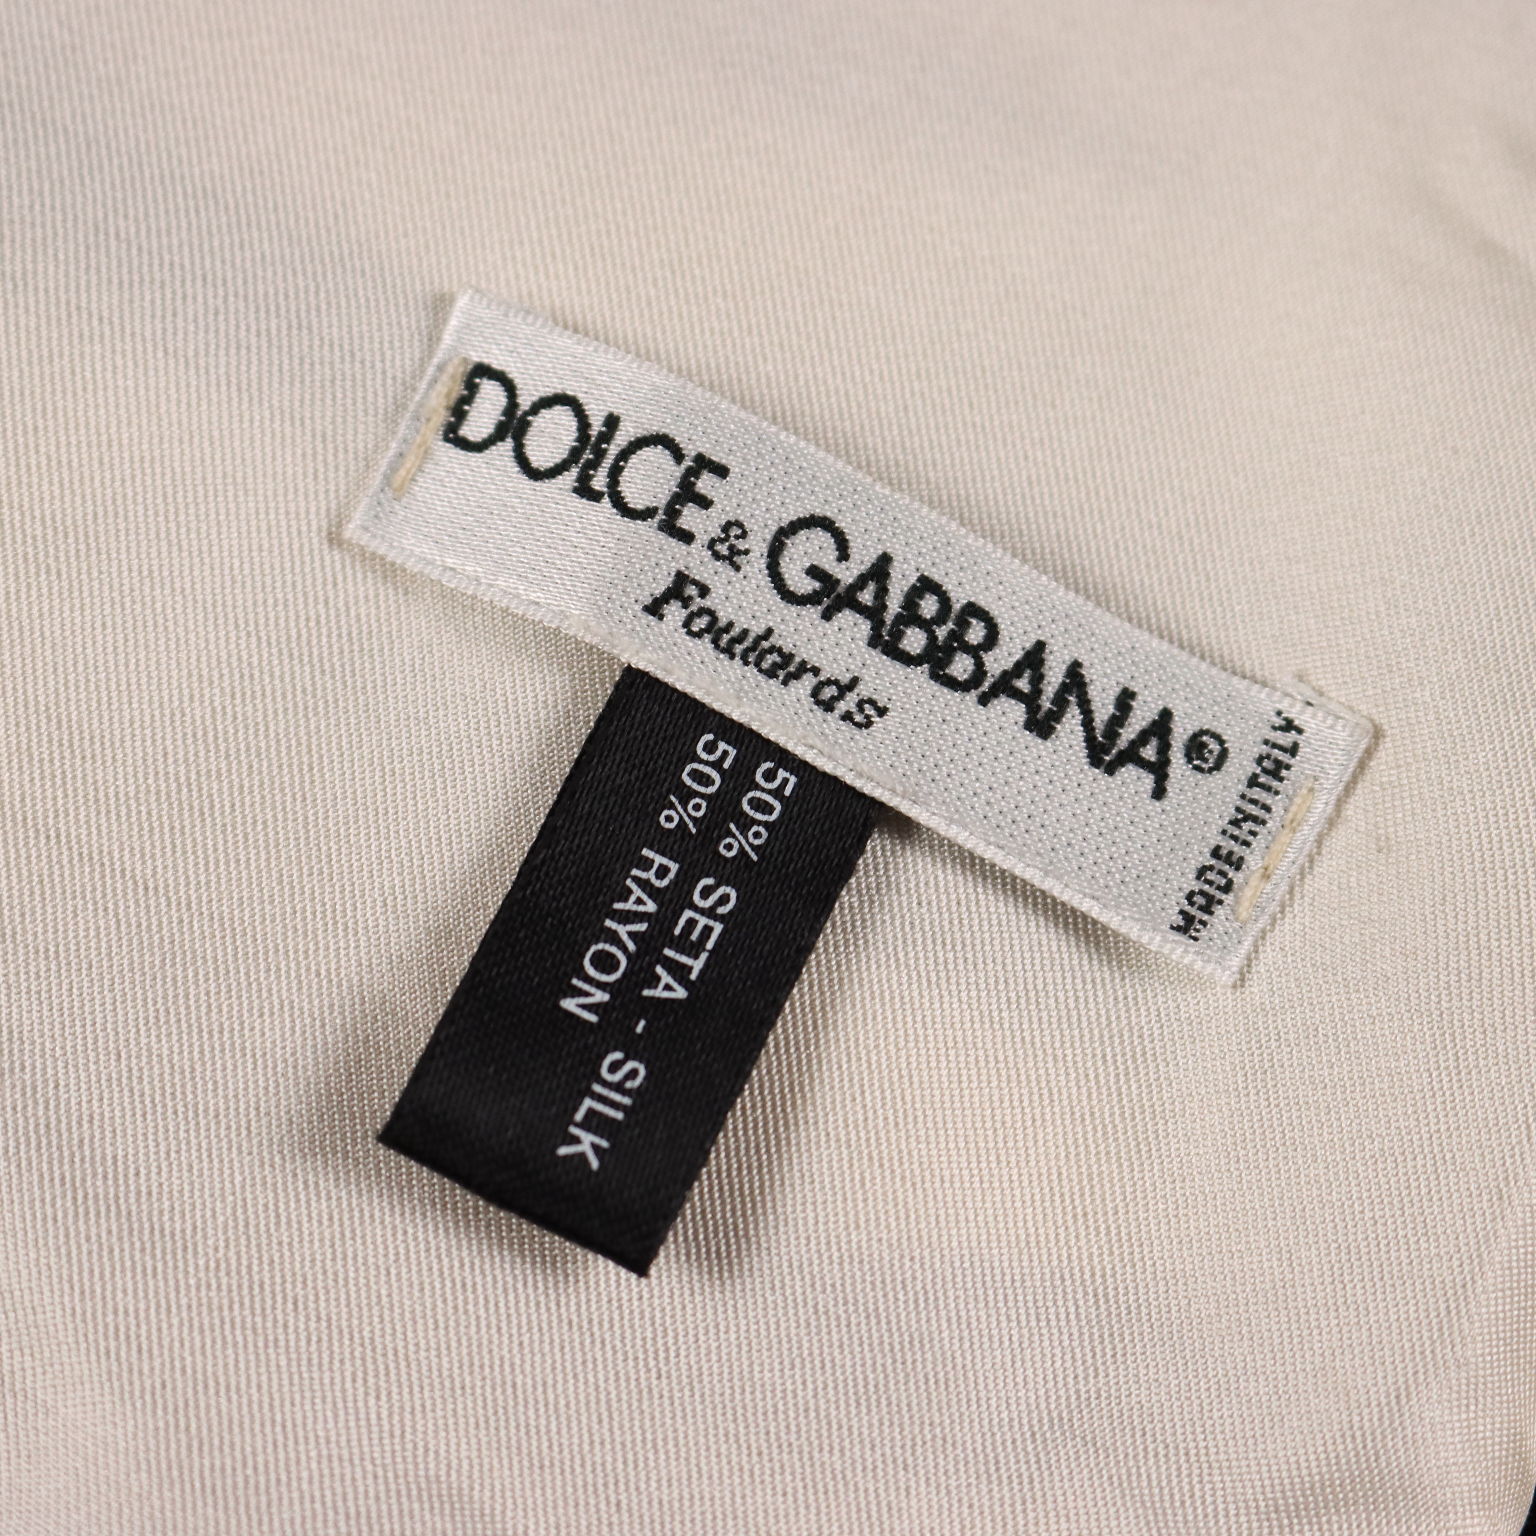 DOLCE & GABBANA®
Foulards
MADE IN ITALY
50% SETA - SILK
50% RAYON